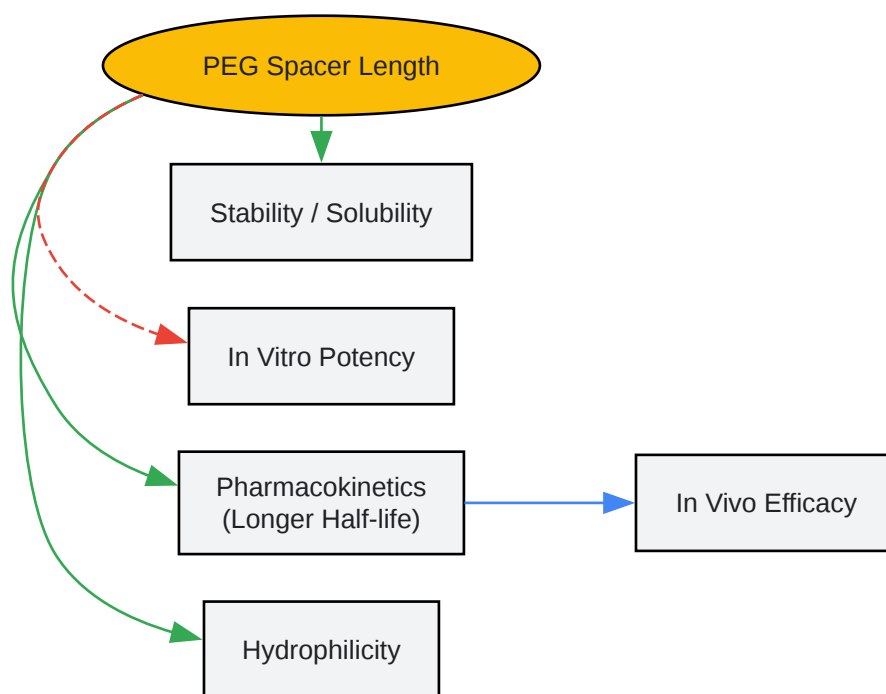 PEG Spacer Length
Stability / Solubility
In Vitro Potency
Pharmacokinetics
(Longer Half-life)
In Vivo Efficacy
Hydrophilicity